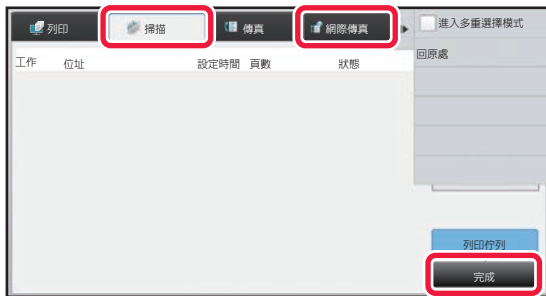 列印 掃描 傳真 網際傳真 進入多重選擇模式
回原處
工作 位址 設定時間 頁數 狀態
列印佇列
完成